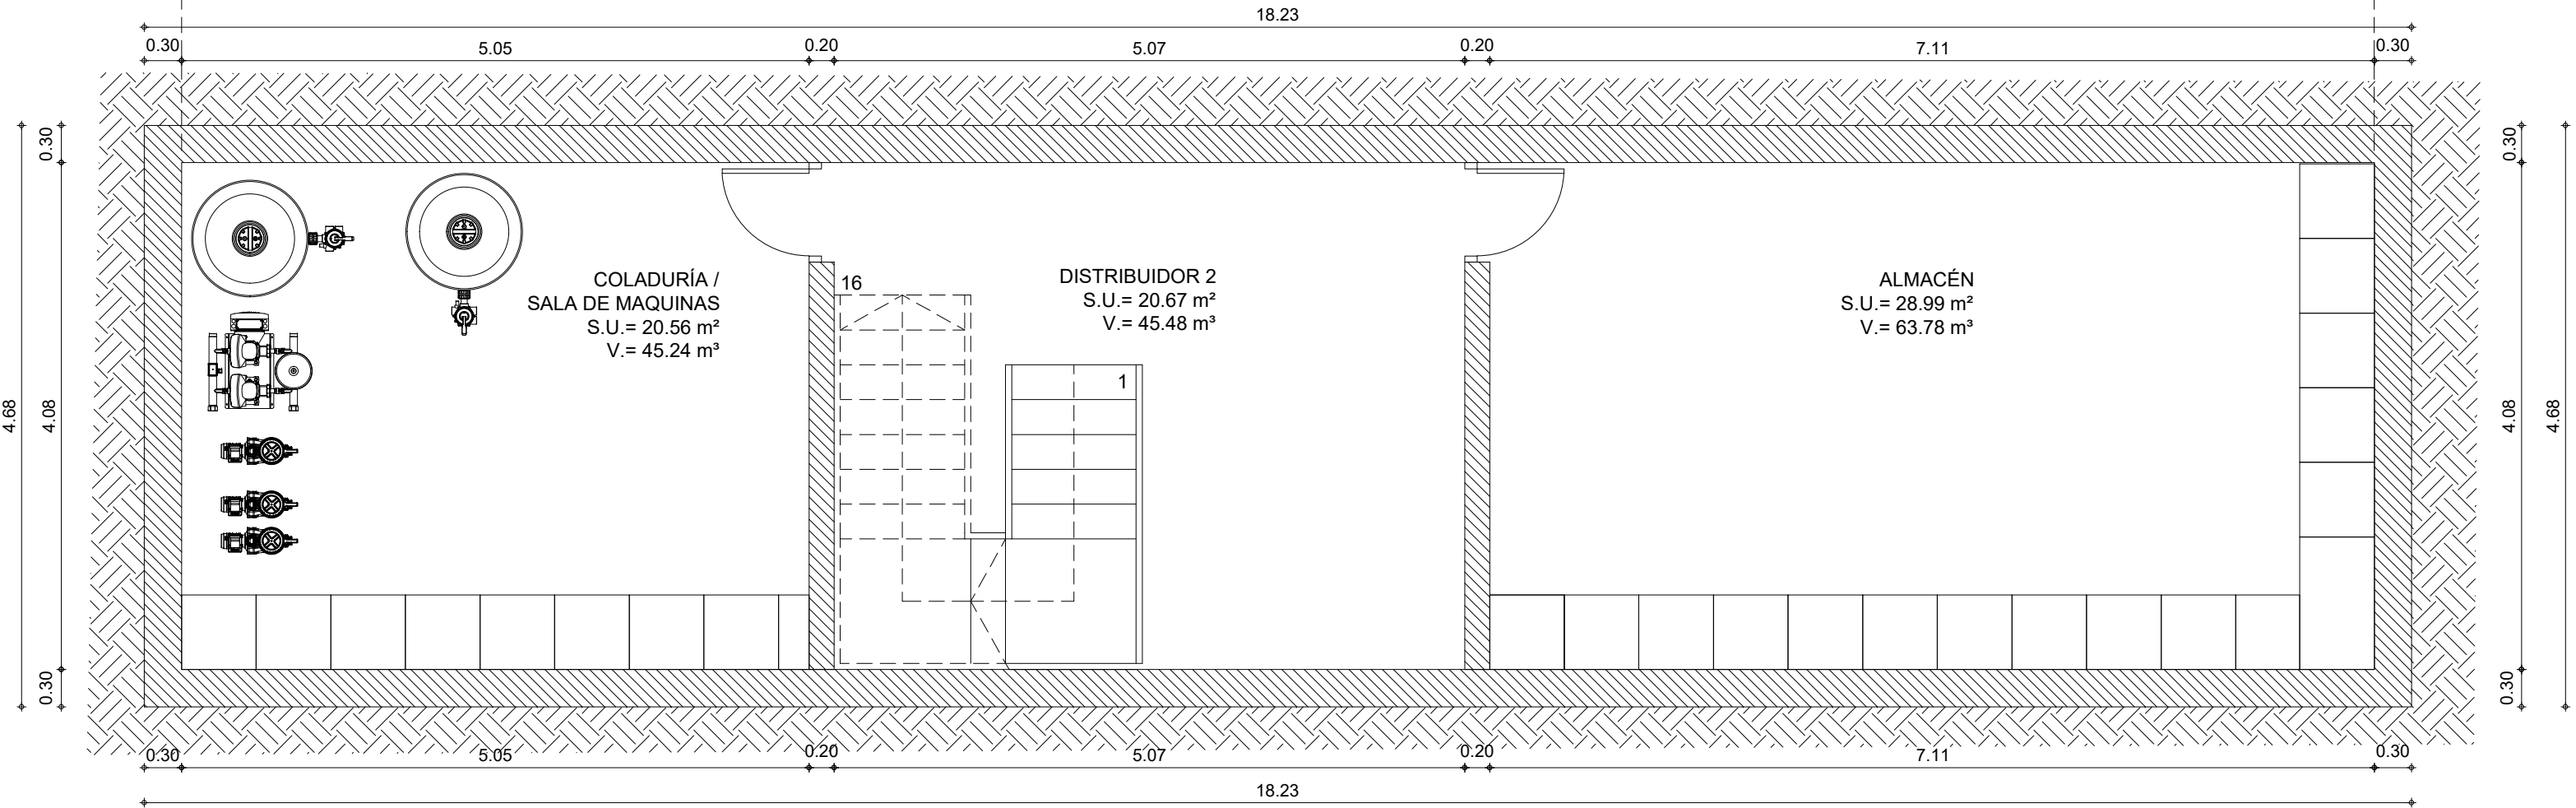 18.23
0.30 5.05 0.20 5.07 0.20 7.11 0.30
0.30
0.30
COLADURÍA /
SALA DE MAQUINAS
S.U.= 20.56 m²
V.= 45.24 m³
16
DISTRIBUIDOR 2
S.U.= 20.67 m²
V.= 45.48 m³
ALMACÉN
S.U.= 28.99 m²
V.= 63.78 m³
1
4.68
4.08
4.08
4.68
0.30
0.30
0.30 5.05 0.20 5.07 0.20 7.11 0.30
18.23